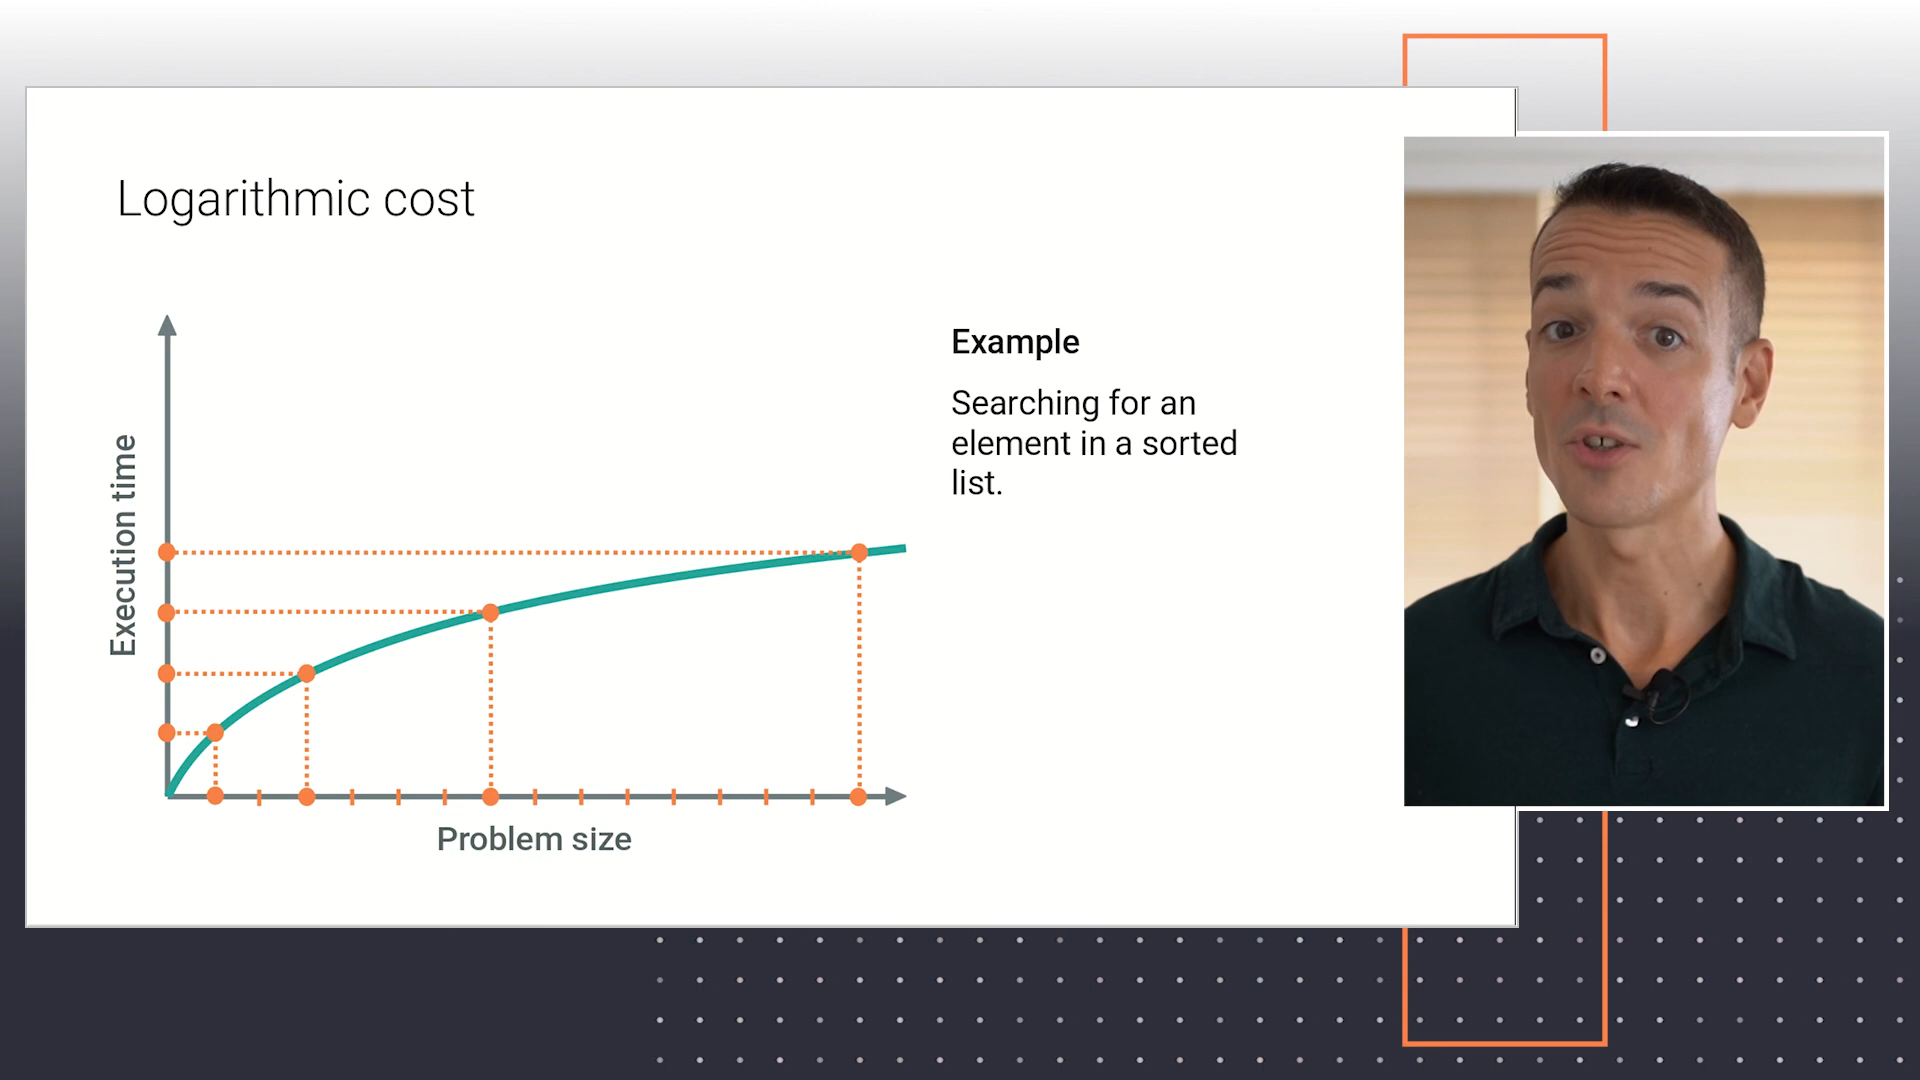 Logarithmic cost
Execution time
Problem size
Example
Searching for an
element in a sorted
list.